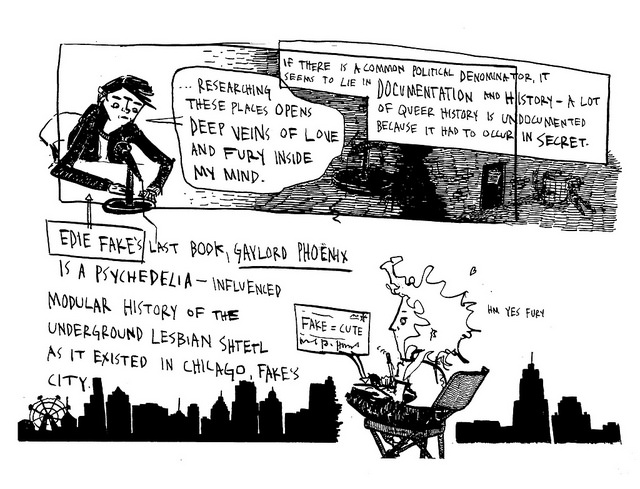 IF THERE IS A COMMON POLITICAL DENOMINATOR, IT
SEEMS TO LIE IN DOCUMENTATION AND HISTORY – A LOT
OF QUEER HISTORY IS UNDOCUMENTED
BECAUSE IT HAD TO OCCUR IN SECRET.
... RESEARCHING
THESE PLACES OPENS
DEEP VEINS OF LOVE
AND FURY INSIDE
MY MIND.
EDIE FAKE'S LAST BOOK, GAYLORD PHOENIX
IS A PSYCHEDELIA – INFLUENCED
MODULAR HISTORY OF THE
UNDERGROUND LESBIAN SHTETL
AS IT EXISTED IN CHICAGO, FAKE'S
CITY.
FAKE = CUTE
HM YES FURY